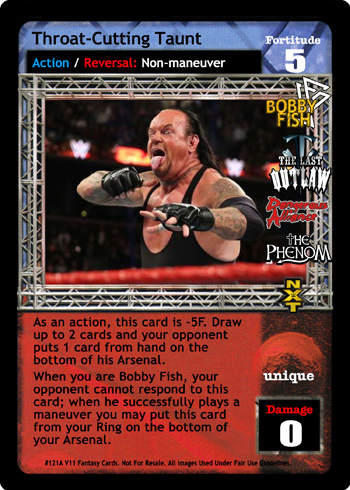 Throat-Cutting Taunt
Fortitude
5
Action / Reversal: Non-maneuver
BOBBY
FISH
THE LAST
OUTLAW
Dangerous
Alliance
THE
PHENOM
NXT
As an action, this card is -5F. Draw
up to 2 cards and your opponent
puts 1 card from hand on the
bottom of his Arsenal.
When you are Bobby Fish, your
opponent cannot respond to this
card; when he successfully plays a
maneuver you may put this card
from your Ring on the bottom of
your Arsenal.
unique
Damage
0
#121A V11 Fantasy Cards. Not For Resale. All Images Used Under Fair Use Guidelines.